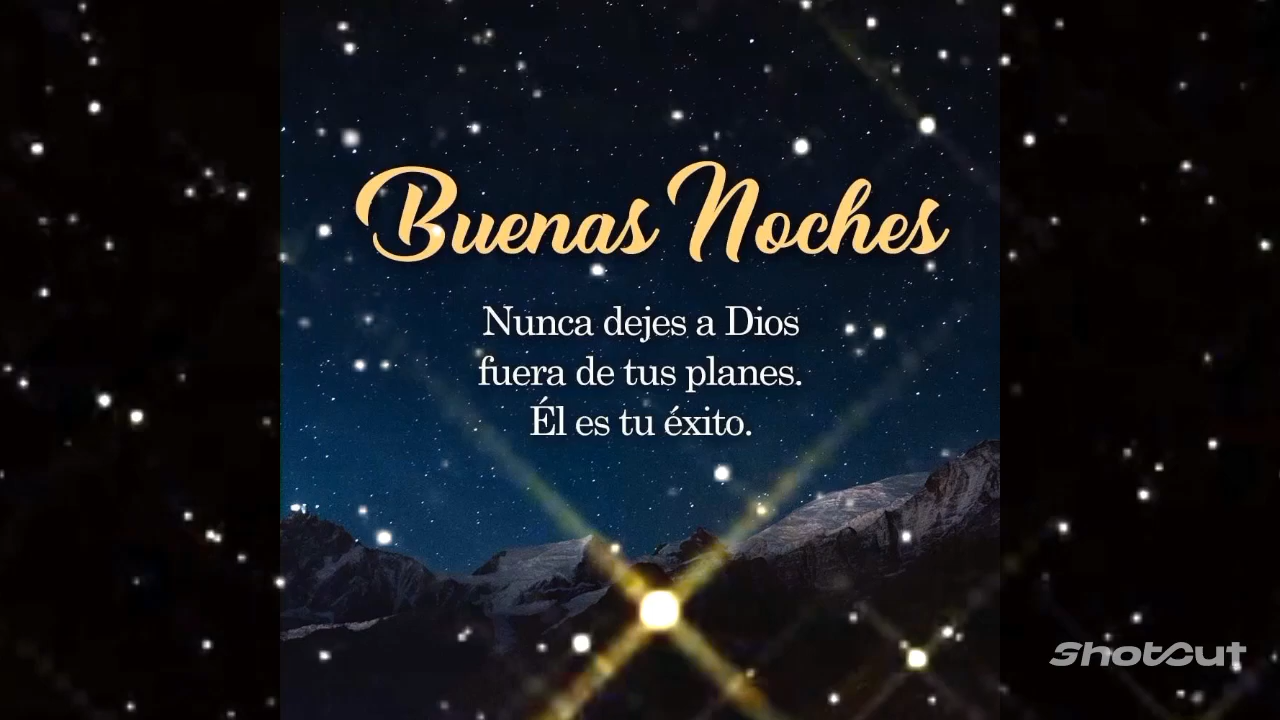 Buenas Noches
Nunca dejes a Dios
fuera de tus planes.
Él es tu éxito.
ShotCut